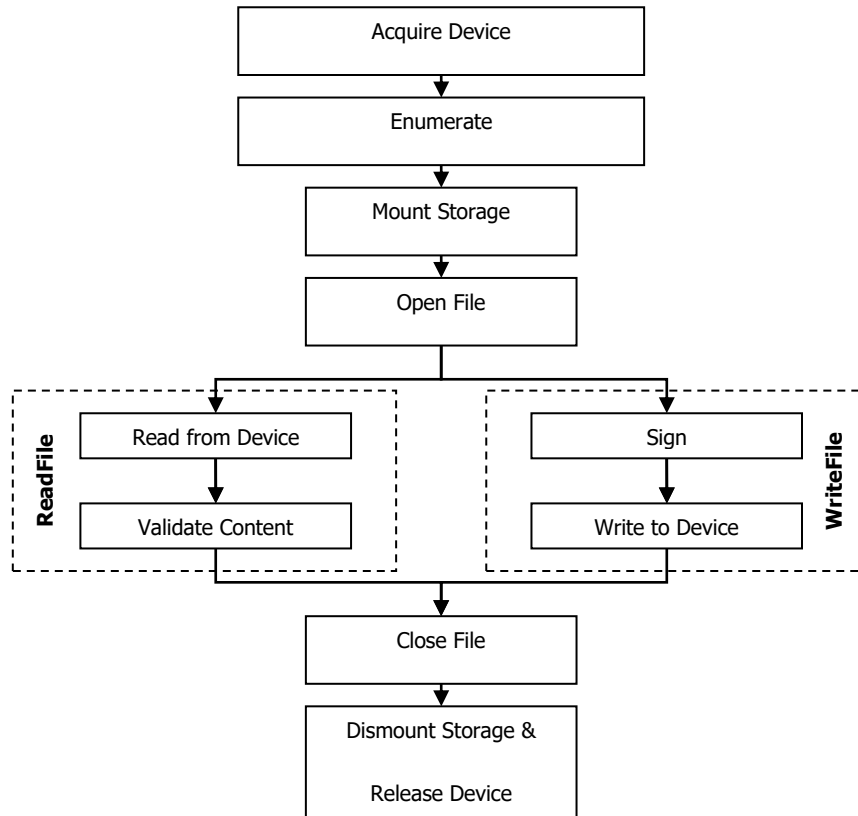 Acquire Device
Enumerate
Mount Storage
Open File
ReadFile
Read from Device
Validate Content
Sign
Write to Device
WriteFile
Close File
Dismount Storage &
Release Device